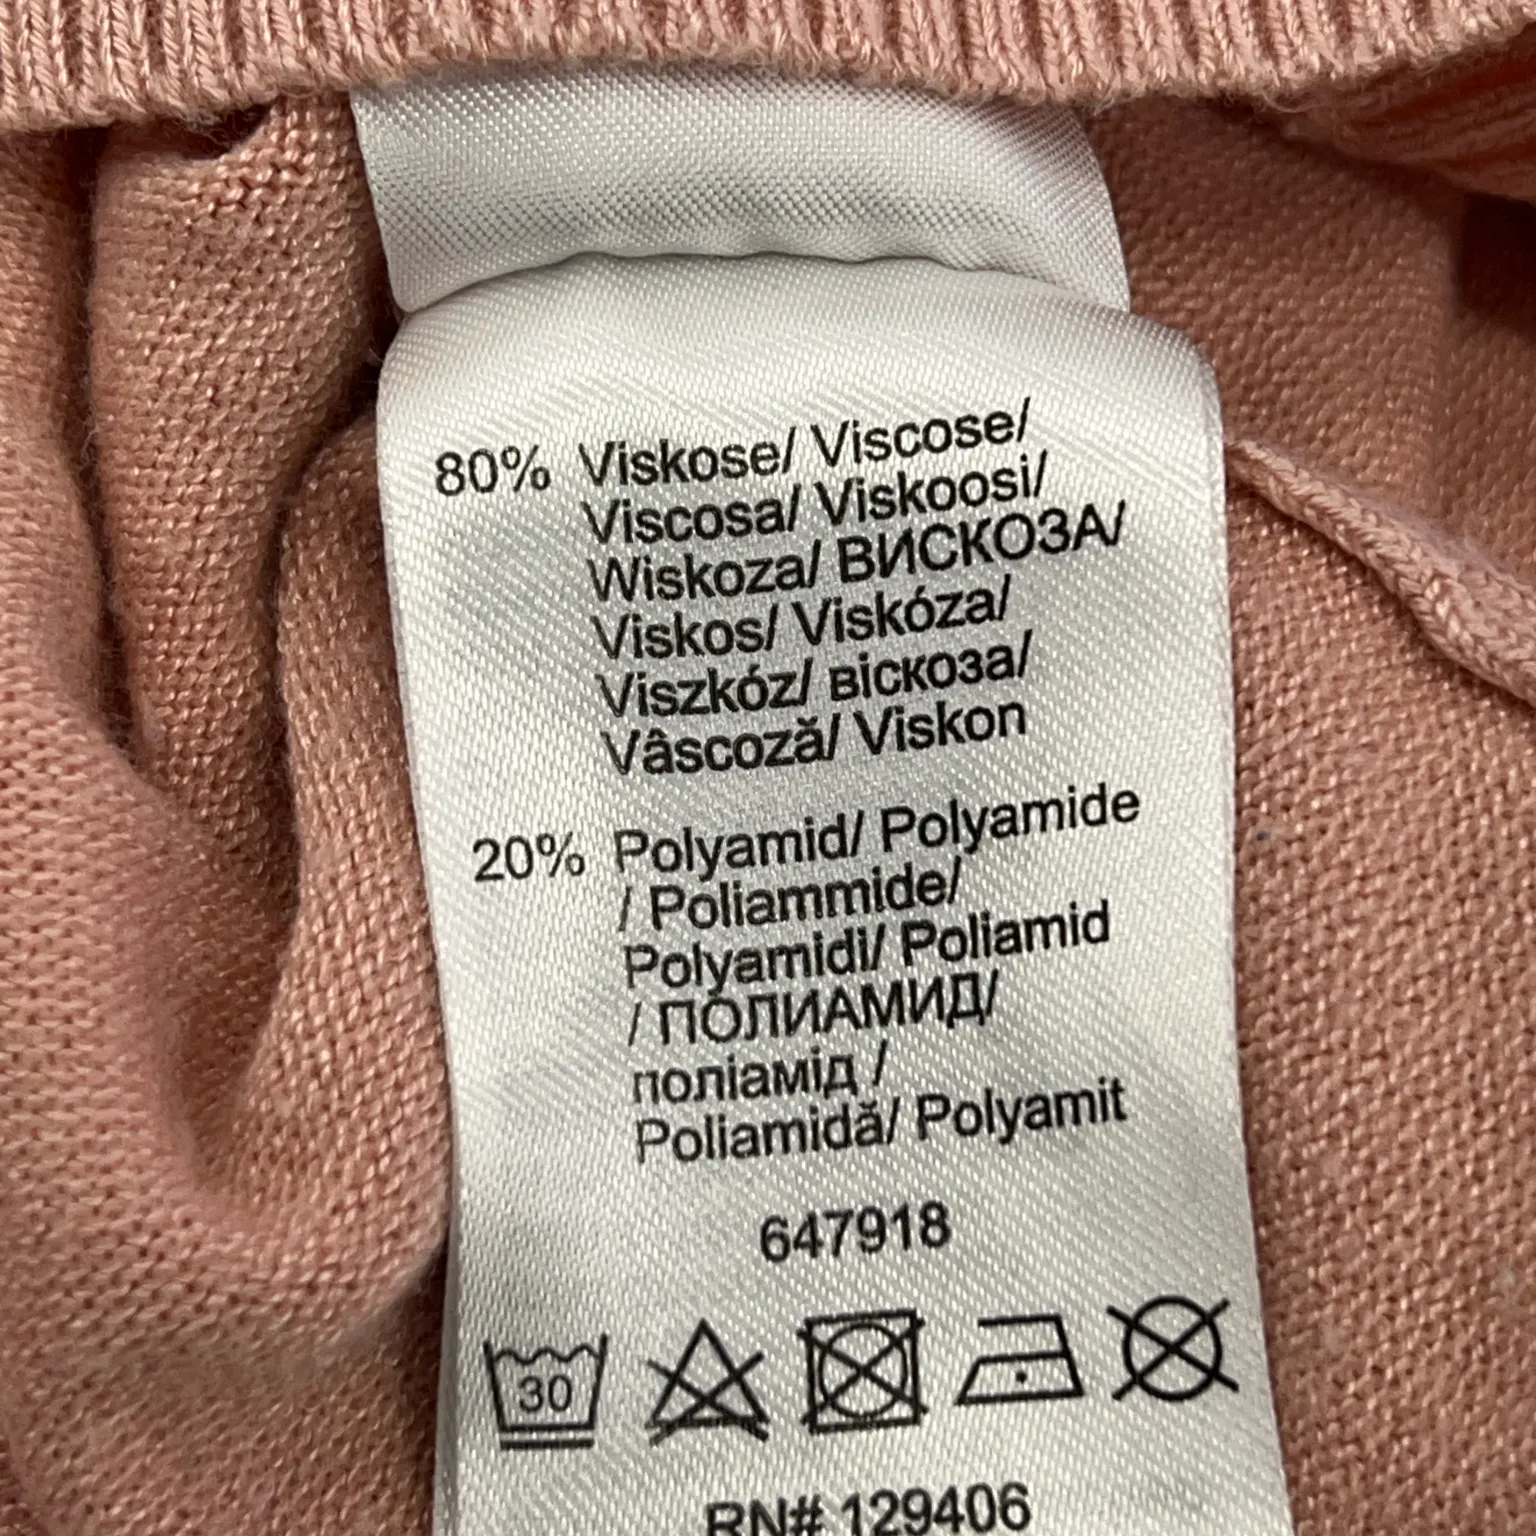 80% Viskose/ Viscose/
Viscosa/ Viskoosi/
Wiskoza/ ВИСКОЗА/
Viskos/ Viskóza/
Viszkóz/ віскоза/
Vâscoză/ Viskon
20% Polyamid/ Polyamide
/ Poliammide/
Polyamidi/ Poliamid
/ ПОЛИАМИД/
поліамід /
Poliamidă/ Polyamit
647918
30
RN# 129406